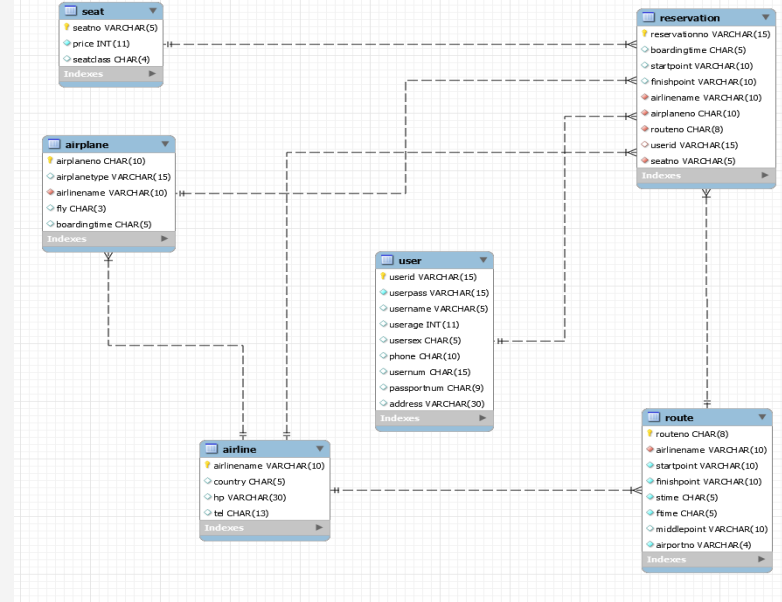 seat
seatno VARCHAR(5)
price INT(11)
seatclass CHAR(4)
Indexes
reservation
reservationno VARCHAR(15)
boardingtime CHAR(5)
startpoint VARCHAR(10)
finishpoint VARCHAR(10)
airlinename VARCHAR(10)
airplaneno CHAR(10)
routeno CHAR(8)
userid VARCHAR(15)
seatno VARCHAR(5)
Indexes
airplane
airplaneno CHAR(10)
airplanetype VARCHAR(15)
airlinename VARCHAR(10)
fly CHAR(3)
boardingtime CHAR(5)
Indexes
user
userid VARCHAR(15)
userpass VARCHAR(15)
username VARCHAR(5)
userage INT(11)
usersex CHAR(5)
phone CHAR(10)
usernum CHAR(15)
passportnum CHAR(9)
address VARCHAR(30)
Indexes
airline
airlinename VARCHAR(10)
country CHAR(5)
hp VARCHAR(30)
tel CHAR(13)
Indexes
route
routeno CHAR(8)
airlinename VARCHAR(10)
startpoint VARCHAR(10)
finishpoint VARCHAR(10)
stime CHAR(5)
ftime CHAR(5)
middlepoint VARCHAR(10)
airportno VARCHAR(4)
Indexes